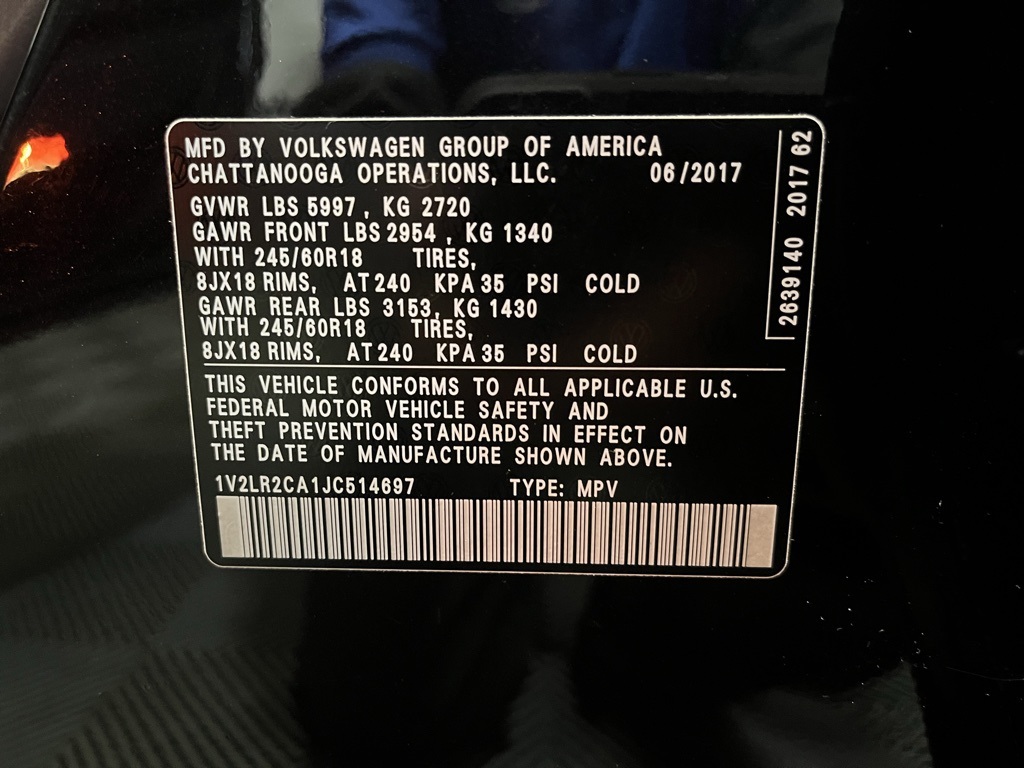 MFD BY VOLKSWAGEN GROUP OF AMERICA
CHATTANOOGA OPERATIONS, LLC. 06/2017
GVWR LBS 5997, KG 2720
GAWR FRONT LBS 2954, KG 1340
WITH 245/60R18 TIRES,
8JX18 RIMS, AT 240 KPA 35 PSI COLD
GAWR REAR LBS 3153, KG 1430
WITH 245/60R18 TIRES,
8JX18 RIMS, AT 240 KPA 35 PSI COLD
THIS VEHICLE CONFORMS TO ALL APPLICABLE U.S.
FEDERAL MOTOR VEHICLE SAFETY AND
THEFT PREVENTION STANDARDS IN EFFECT ON
THE DATE OF MANUFACTURE SHOWN ABOVE.
1V2LR2CA1JC514697 TYPE: MPV
2639140 2017 62